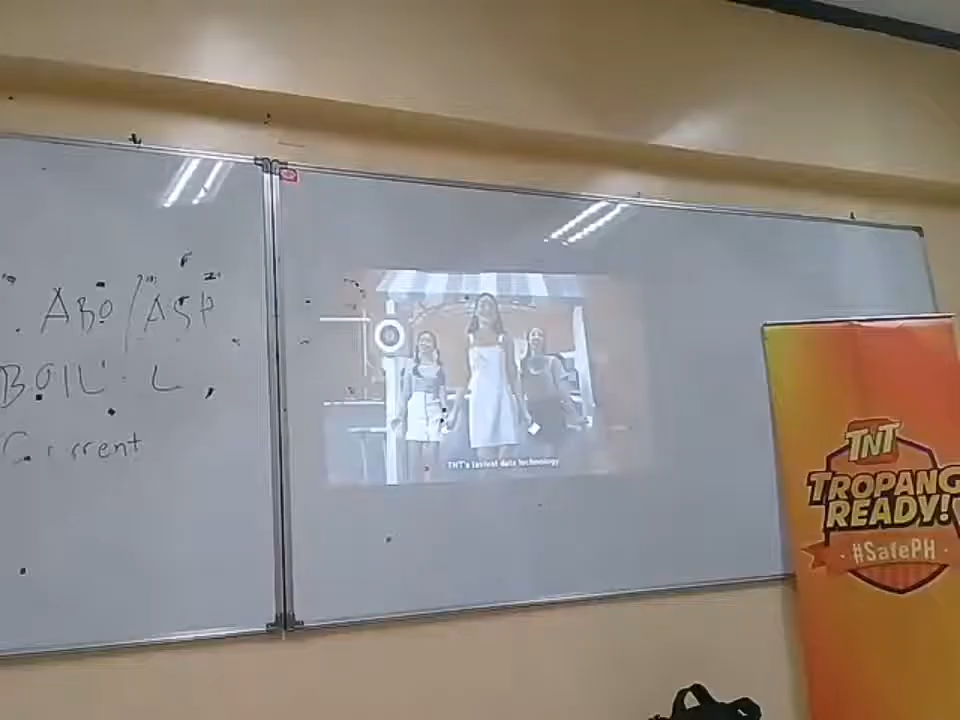 ABO/ASP
BOIL L
Current
TNT's fastest data technology
TNT
TROPANG
READY!
#SafePH